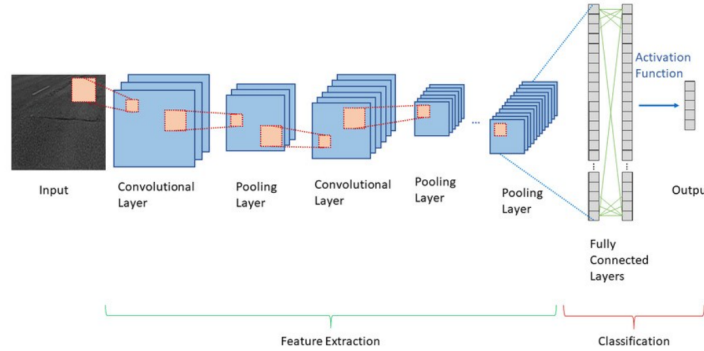 Activation
Function
Input
Convolutional
Layer
Pooling
Layer
Convolutional
Layer
Pooling
Layer
...
Pooling
Layer
Output
Fully
Connected
Layers
Feature Extraction
Classification